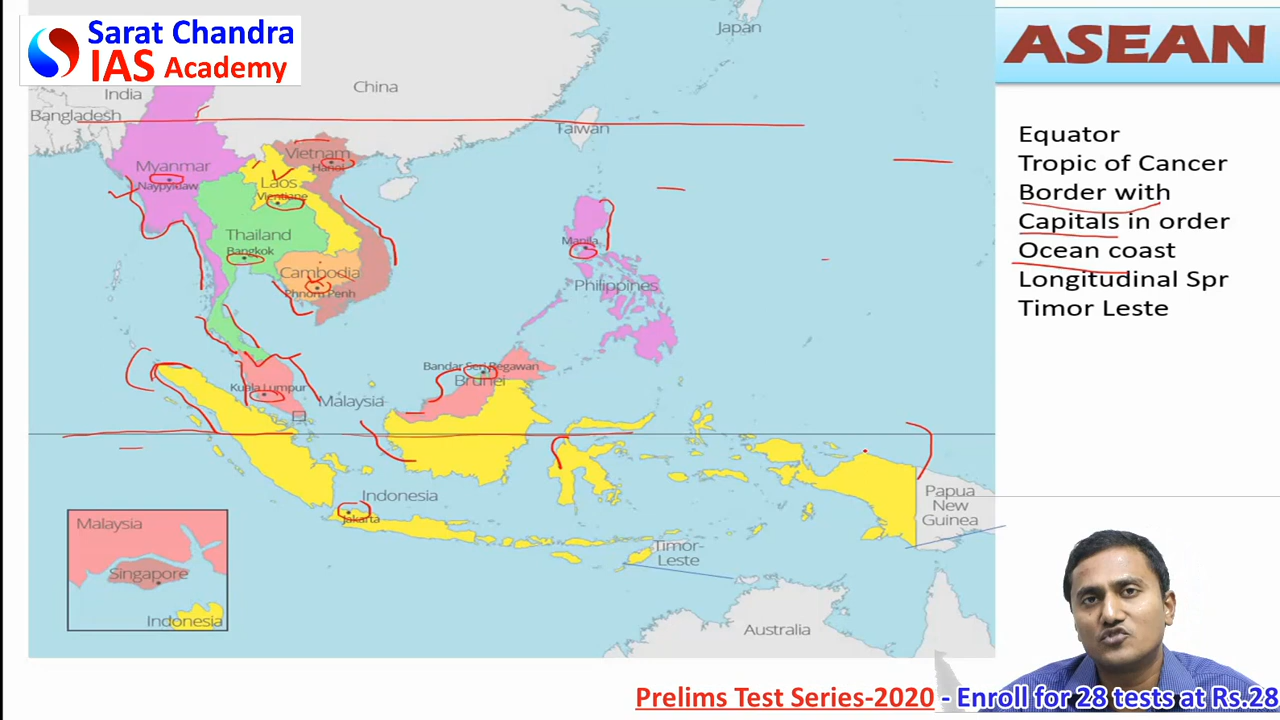 Sarat Chandra
IAS Academy
ASEAN
Equator
Tropic of Cancer
Border with
Capitals in order
Ocean coast
Longitudinal Spr
Timor Leste
Japan
India
China
Bangladesh
Taiwan
Myanmar
Naypyidaw
Vietnam
Hanoi
Laos
Vientiane
Thailand
Bangkok
Cambodia
Phnom Penh
Manila
Philippines
Bandar Seri Begawan
Brunei
Kuala Lumpur
Malaysia
Indonesia
Jakarta
Papua
New
Guinea
Timor-
Leste
Australia
Malaysia
Singapore
Indonesia
Prelims Test Series-2020 - Enroll for 28 tests at Rs.28